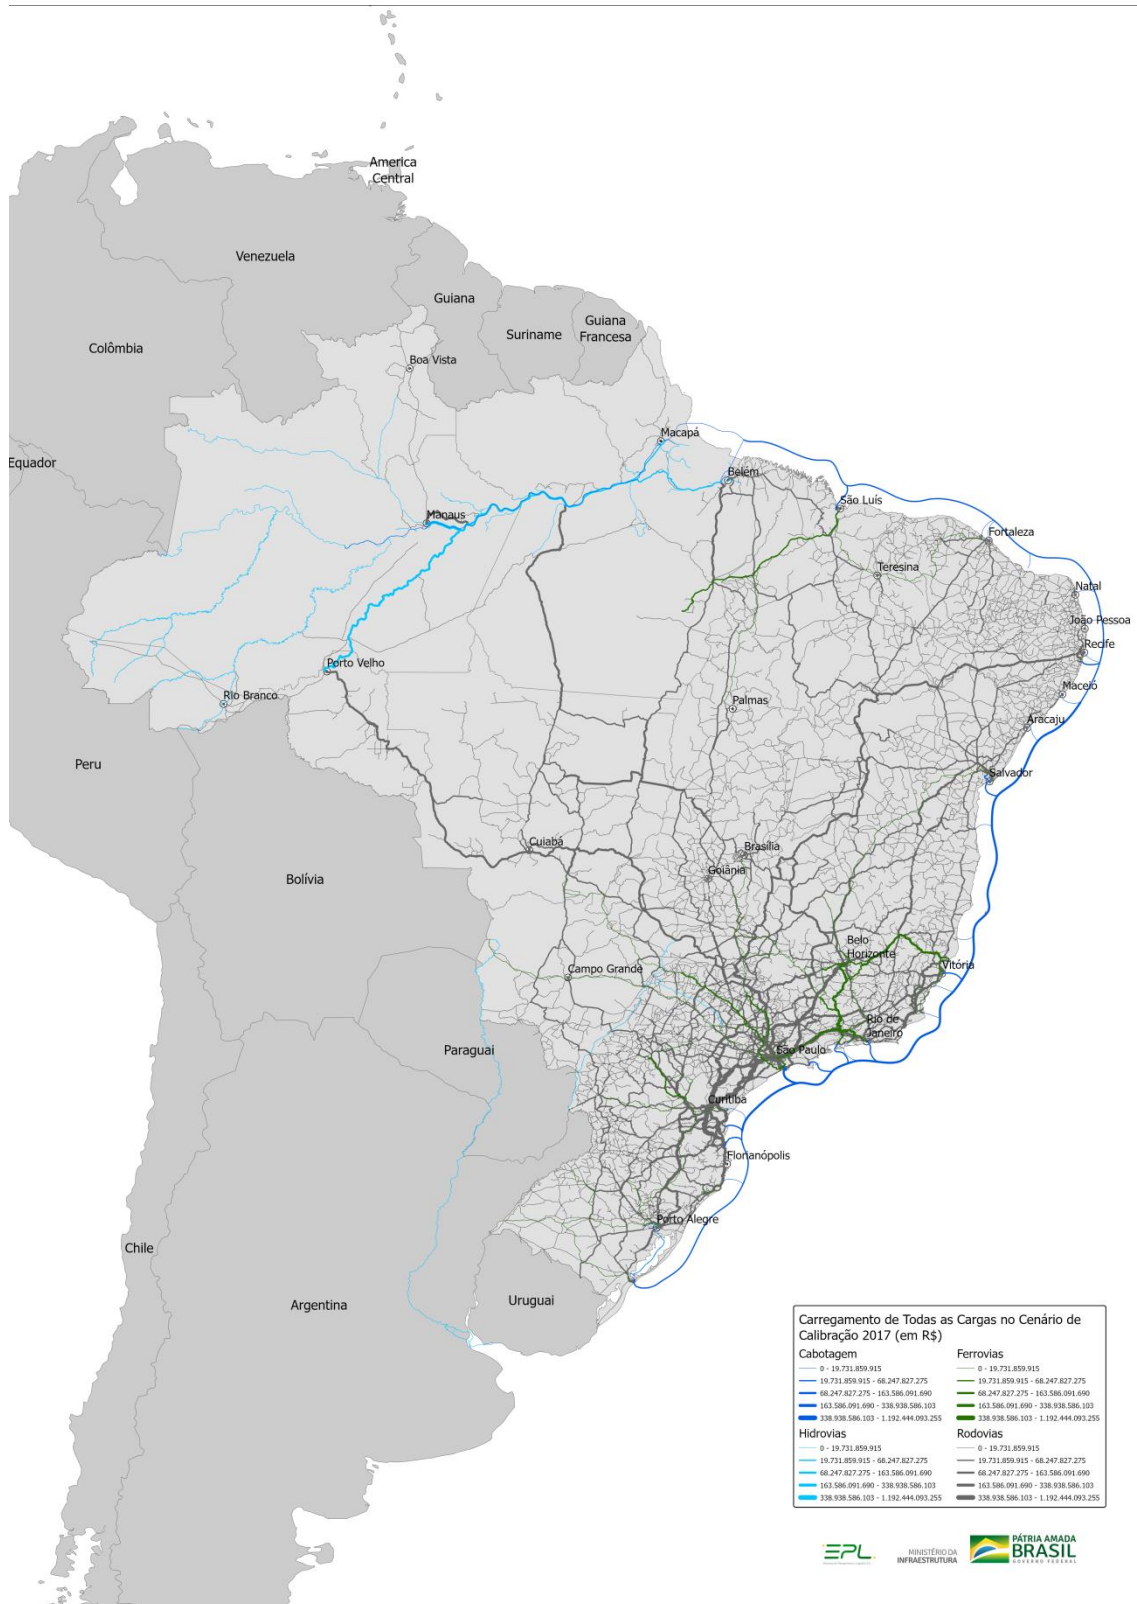 America
Central
Venezuela
Guiana
Suriname
Guiana
Francesa
Colômbia
Boa Vista
Macapá
Equador
Belém
São Luís
Manaus
Fortaleza
Teresina
Natal
João Pessoa
Recife
Porto Velho
Rio Branco
Palmas
Maceió
Aracaju
Peru
Salvador
Cuiabá
Brasília
Goiânia
Bolívia
Belo
Horizonte
Vitória
Campo Grande
Rio de
Janeiro
Paraguai
São Paulo
Curitiba
Florianópolis
Porto Alegre
Chile
Argentina
Uruguai
Carregamento de Todas as Cargas no Cenário de
Calibração 2017 (em R$)
Cabotagem
0 - 19.731.859.915
19.731.859.915 - 68.247.827.275
68.247.827.275 - 163.586.091.690
163.586.091.690 - 338.938.586.103
338.938.586.103 - 1.192.444.093.255
Ferrovias
0 - 19.731.859.915
19.731.859.915 - 68.247.827.275
68.247.827.275 - 163.586.091.690
163.586.091.690 - 338.938.586.103
338.938.586.103 - 1.192.444.093.255
Hidrovias
0 - 19.731.859.915
19.731.859.915 - 68.247.827.275
68.247.827.275 - 163.586.091.690
163.586.091.690 - 338.938.586.103
338.938.586.103 - 1.192.444.093.255
Rodovias
0 - 19.731.859.915
19.731.859.915 - 68.247.827.275
68.247.827.275 - 163.586.091.690
163.586.091.690 - 338.938.586.103
338.938.586.103 - 1.192.444.093.255
EPL
MINISTÉRIO DA
INFRAESTRUTURA
PÁTRIA AMADA
BRASIL
GOVERNO FEDERAL